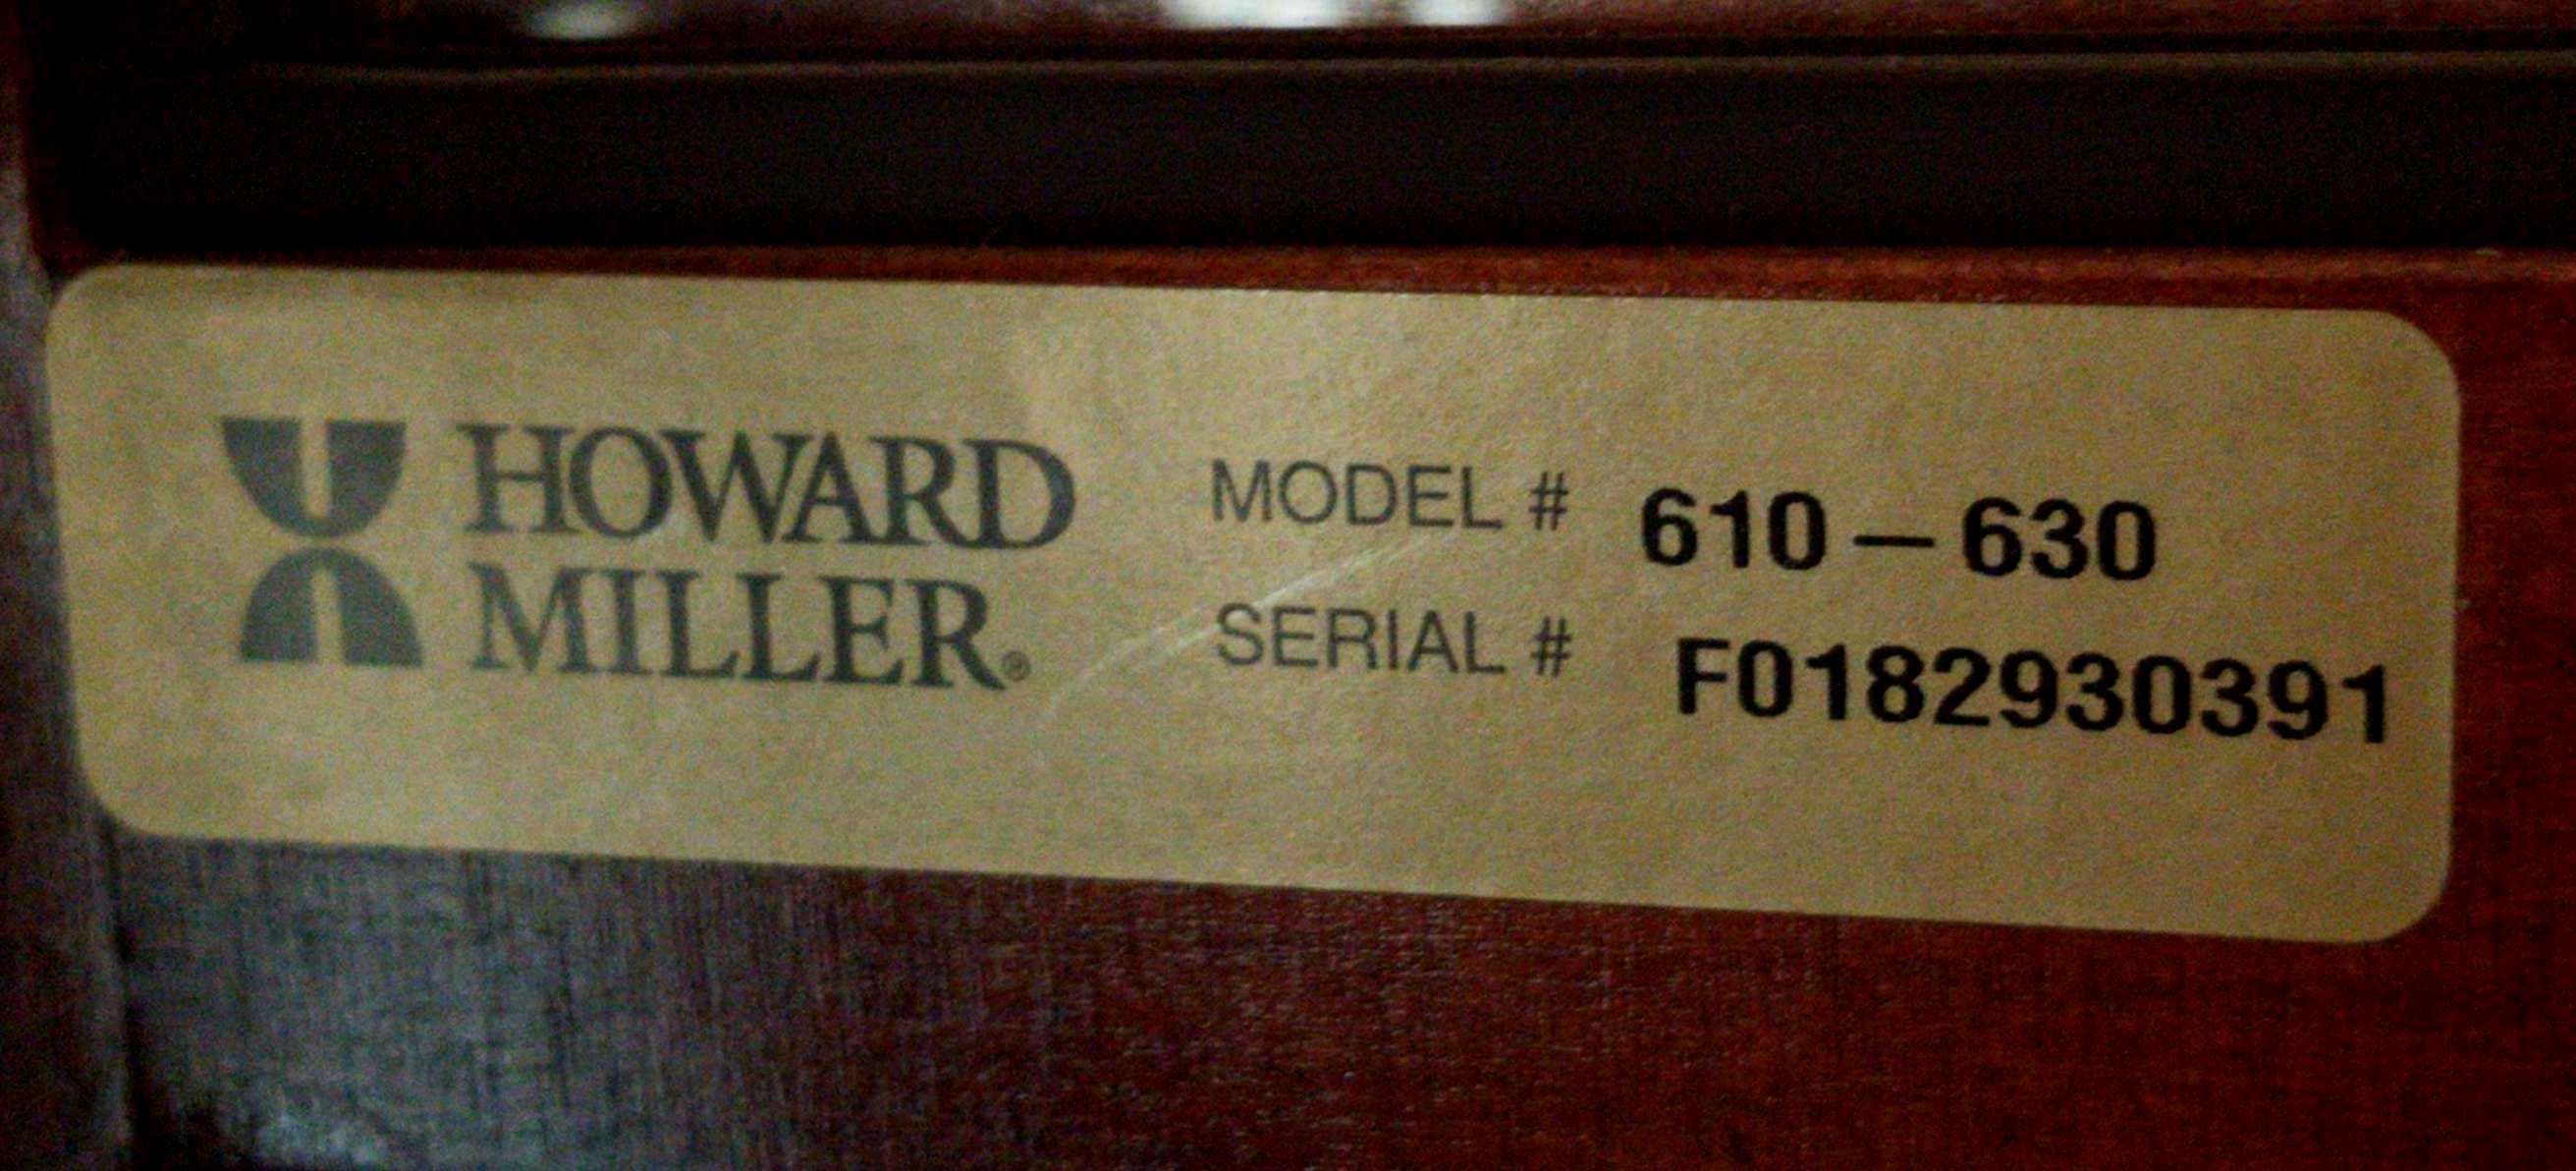 HOWARD
MILLER®
MODEL # 610-630
SERIAL # F0182930391